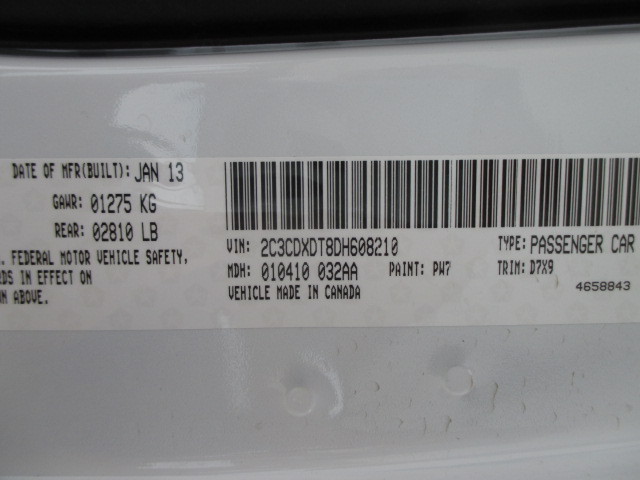 DATE OF MFR(BUILT): JAN 13
GAWR: 01275 KG
REAR: 02810 LB
. FEDERAL MOTOR VEHICLE SAFETY,
DS IN EFFECT ON
N ABOVE.
VIN: 2C3CDXDT8DH608210
TYPE: PASSENGER CAR
MDH: 010410 032AA
PAINT: PW7
TRIM: D7X9
VEHICLE MADE IN CANADA
4658843